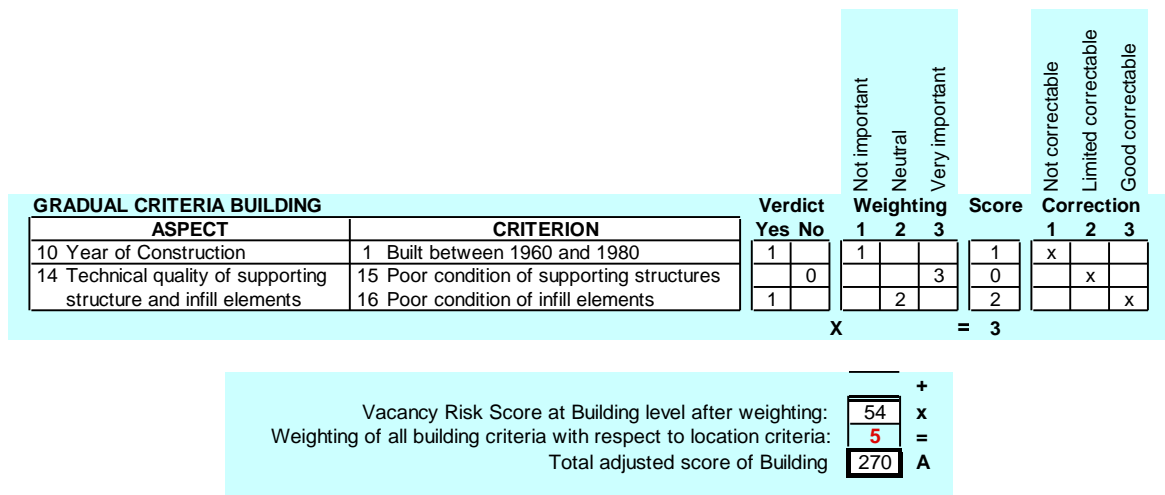 Not important
Neutral
Very important
Not correctable
Limited correctable
Good correctable
GRADUAL CRITERIA BUILDING Verdict Weighting Score Correction
ASPECT CRITERION Yes No 1 2 3 1 2 3
10 Year of Construction 1 Built between 1960 and 1980 1 1 1 x
14 Technical quality of supporting 15 Poor condition of supporting structures 0 3 0 x
structure and infill elements 16 Poor condition of infill elements 1 2 2 x
X = 3
+
Vacancy Risk Score at Building level after weighting: 54 x
Weighting of all building criteria with respect to location criteria: 5 =
Total adjusted score of Building 270 A